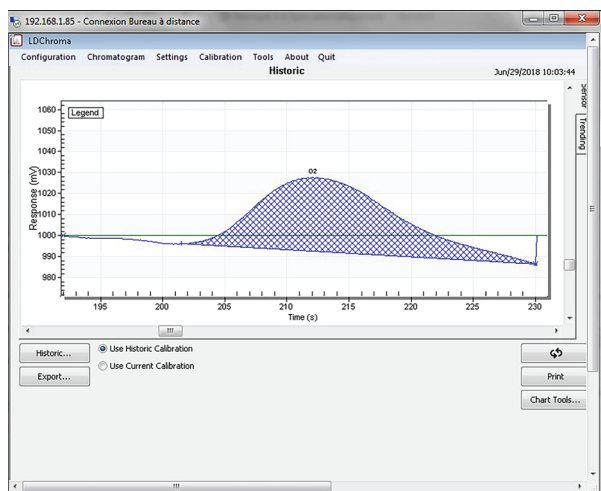 192.168.1.85 - Connexion Bureau à distance
LDChroma
Configuration Chromatogram Settings Calibration Tools About Quit
Historic
Jun/29/2018 10:03:44
Sensor
Trending
Legend
O2
Response (mV)
1060
1050
1040
1030
1020
1010
1000
990
980
195 200 205 210 215 220 225 230
Time (s)
Historic...
Use Historic Calibration
Export...
Use Current Calibration
Print
Chart Tools...